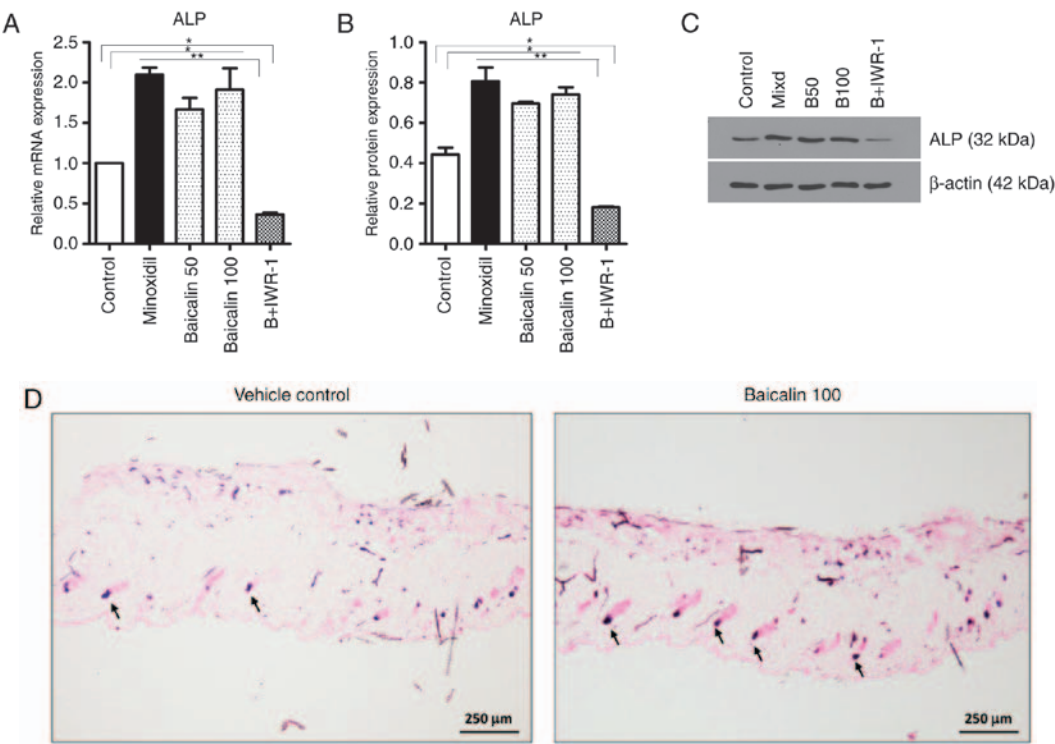 A
ALP
Relative mRNA expression
2.5
2.0
1.5
1.0
0.5
0.0
*
*
**
Control
Minoxidil
Baicalin 50
Baicalin 100
B+IWR-1
B
ALP
Relative protein expression
1.0
0.8
0.6
0.4
0.2
0.0
*
*
**
Control
Minoxidil
Baicalin 50
Baicalin 100
B+IWR-1
C
Control
Mixd
B50
B100
B+IWR-1
ALP (32 kDa)
β-actin (42 kDa)
D
Vehicle control
250 μm
Baicalin 100
250 μm